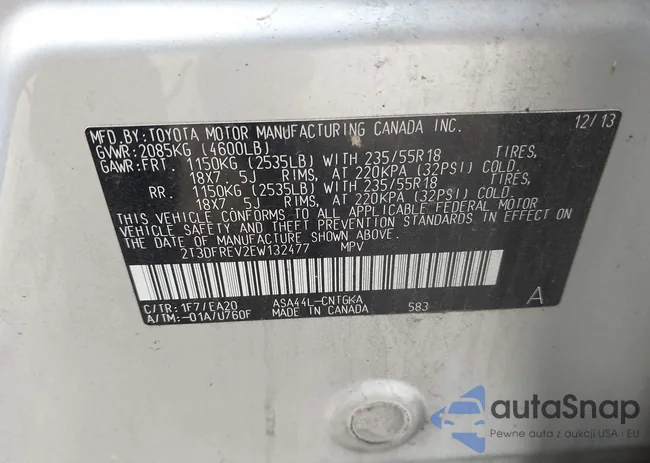 MFD.BY:TOYOTA MOTOR MANUFACTURING CANADA INC. 12/13
GVWR:2085KG (4600LB)
GAWR:FRT. 1150KG (2535LB) WITH 235/55R18 TIRES,
18X7 5J RIMS, AT 220KPA (32PSI) COLD.
RR. 1150KG (2535LB) WITH 235/55R18 TIRES,
18X7 5J RIMS, AT 220KPA (32PSI) COLD.
THIS VEHICLE CONFORMS TO ALL APPLICABLE FEDERAL MOTOR
VEHICLE SAFETY AND THEFT PREVENTION STANDARDS IN EFFECT ON
THE DATE OF MANUFACTURE SHOWN ABOVE.
2T3DFREV2EW132477 MPV
C/TR:1F7/EA20 ASA44L-CNTGKA A
A/TM:-01A/U760F MADE IN CANADA 583
autaSnap
Pewne auta z aukcji USA i EU